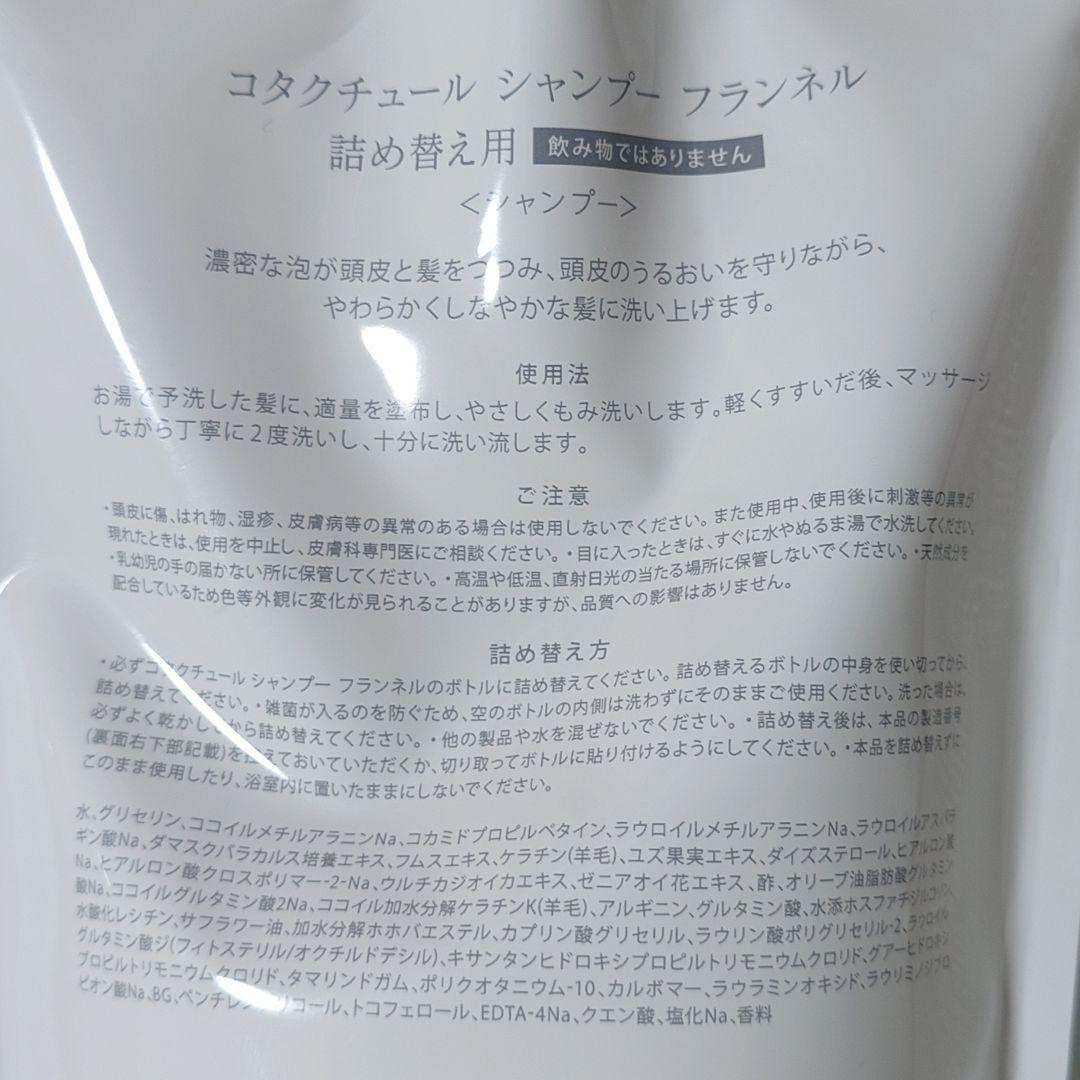 コタクチュール シャンプー フランネル
詰め替え用 飲み物ではありません
<シャンプー>
濃密な泡が頭皮と髪をつつみ、頭皮のうるおいを守りながら、
やわらかくしなやかな髪に洗い上げます。
使用法
お湯で予洗した髪に、適量を塗布し、やさしくもみ洗いします。軽くすすいだ後、マッサージ
しながら丁寧に2度洗いし、十分に洗い流します。
ご注意
・頭皮に傷、はれ物、湿疹、皮膚病等の異常のある場合は使用しないでください。また使用中、使用後に刺激等の異常が
現れたときは、使用を中止し、皮膚科専門医にご相談ください。・目に入ったときは、すぐに水やぬるま湯で水洗してください。
・乳幼児の手の届かない所に保管してください。・高温や低温、直射日光の当たる場所に保管しないでください。・天然成分を
配合しているため色等外観に変化が見られることがありますが、品質への影響はありません。
詰め替え方
・必ずコタクチュール シャンプー フランネルのボトルに詰め替えてください。詰め替えるボトルの中身を使い切ってから、
詰め替えてください。・雑菌が入るのを防ぐため、空のボトルの内側は洗わずにそのままご使用ください。洗った場合は、
必ずよく乾かしてから詰め替えてください。・他の製品や水を混ぜないでください。・詰め替え後は、本品の製造番号
(裏面右下部記載)を控えておいていただくか、切り取ってボトルに貼り付けるようにしてください。・本品を詰め替えずに
このまま使用したり、浴室内に置いたままにしないでください。
水、グリセリン、ココイルメチルアラニンNa、コカミドプロピルベタイン、ラウロイルメチルアラニンNa、ラウロイルアスパラ
ギン酸Na、ダマスクバラカルス培養エキス、フムスエキス、ケラチン(羊毛)、ユズ果実エキス、ダイズステロール、ヒアルロン酸
Na、ヒアルロン酸クロスポリマー-2-Na、ウルチカジオイカエキス、ゼニアオイ花エキス、酢、オリーブ油脂肪酸グルタミン
酸Na、ココイルグルタミン酸2Na、ココイル加水分解ケラチンK(羊毛)、アルギニン、グルタミン酸、水添ホスファチジルコリン、
水酸化レシチン、サフラワー油、加水分解ホホバエステル、カプリン酸グリセリル、ラウリン酸ポリグリセリル-2、ラウロイル
グルタミン酸ジ(フィトステリル/オクチルドデシル)、キサンタンヒドロキシプロピルトリモニウムクロリド、グアーヒドロキシ
プロピルトリモニウムクロリド、タマリンドガム、ポリクオタニウム-10、カルボマー、ラウラミンオキシド、ラウリミノジプロ
ピオン酸Na、BG、ペンチレングリコール、トコフェロール、EDTA-4Na、クエン酸、塩化Na、香料